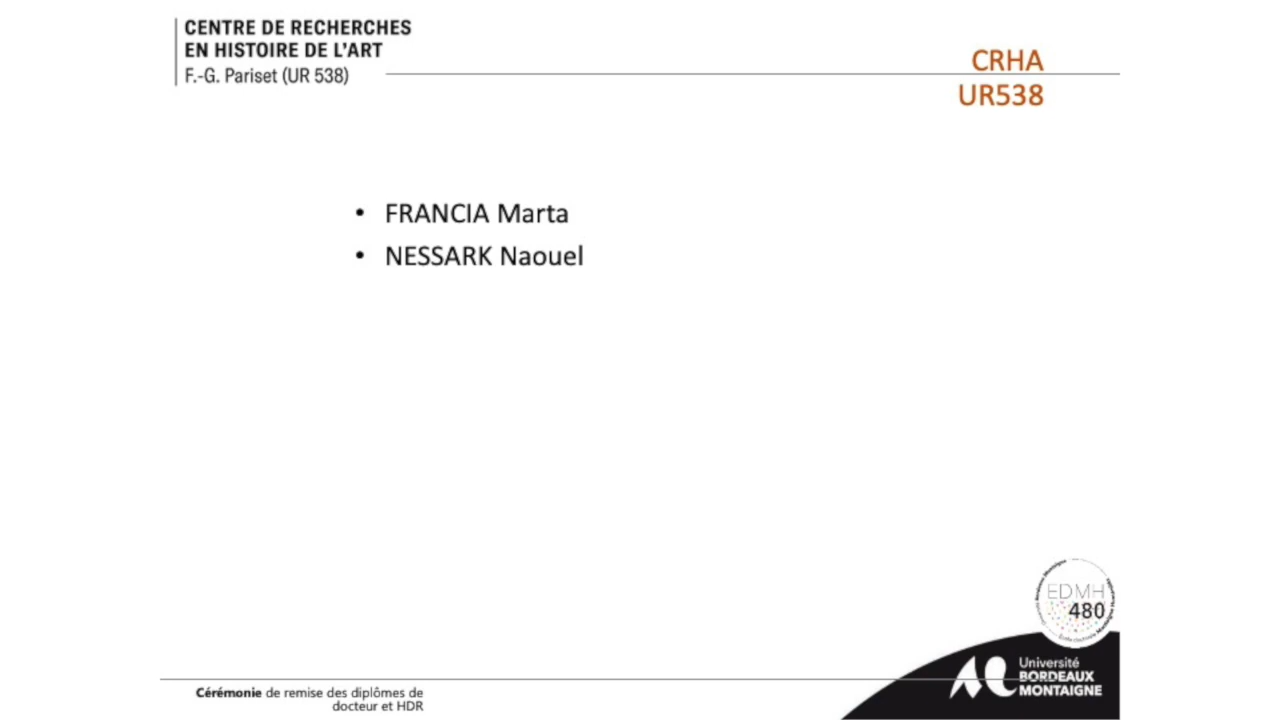 CENTRE DE RECHERCHES
EN HISTOIRE DE L'ART
F.-G. Pariset (UR 538)
CRHA
UR538
• FRANCIA Marta
• NESSARK Naouel
EDMH
480
Université
BORDEAUX
MONTAIGNE
Cérémonie de remise des diplômes de
docteur et HDR